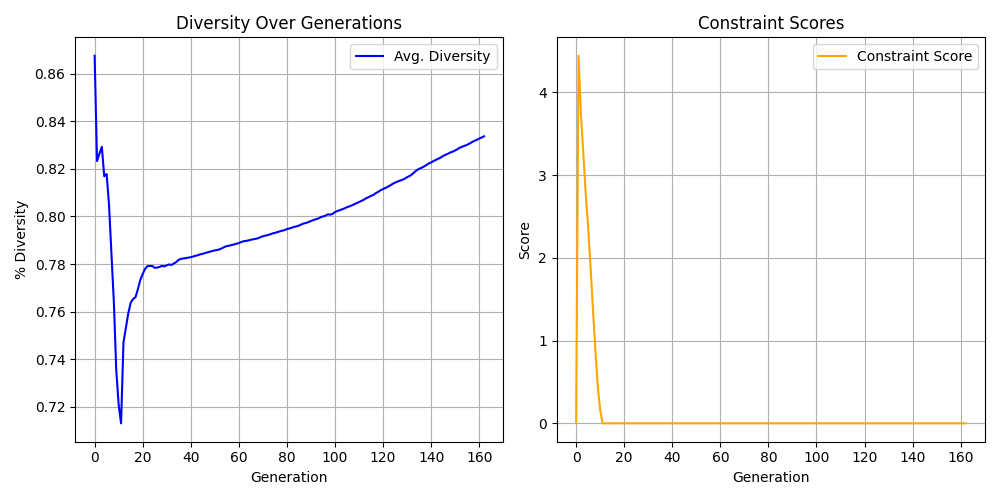 Diversity Over Generations
Avg. Diversity
0.86
0.84
0.82
0.80
0.78
0.76
0.74
0.72
% Diversity
0 20 40 60 80 100 120 140 160
Generation
Constraint Scores
Constraint Score
4
3
2
1
0
Score
0 20 40 60 80 100 120 140 160
Generation